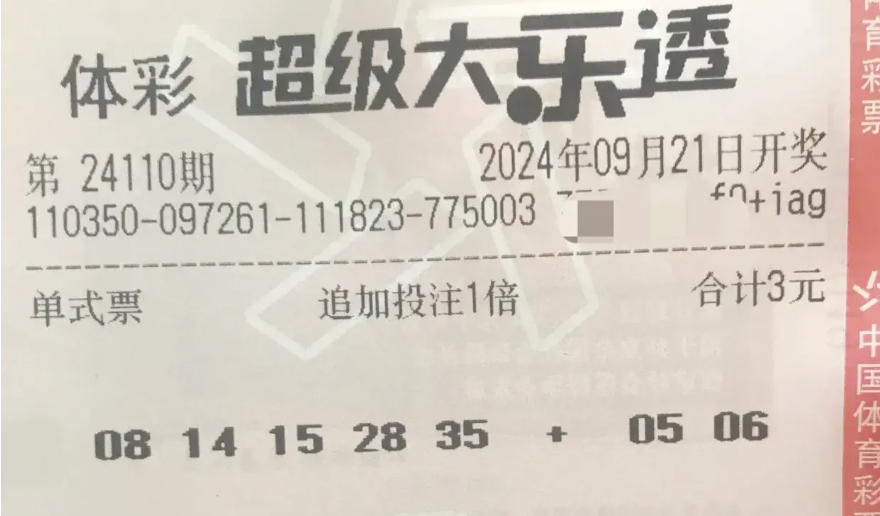 体彩 超级大乐透
第 24110期 2024年09月21日开奖
110350-097261-111823-775003
单式票 追加投注1倍 合计3元
08 14 15 28 35 + 05 06
中国体育彩
育彩票